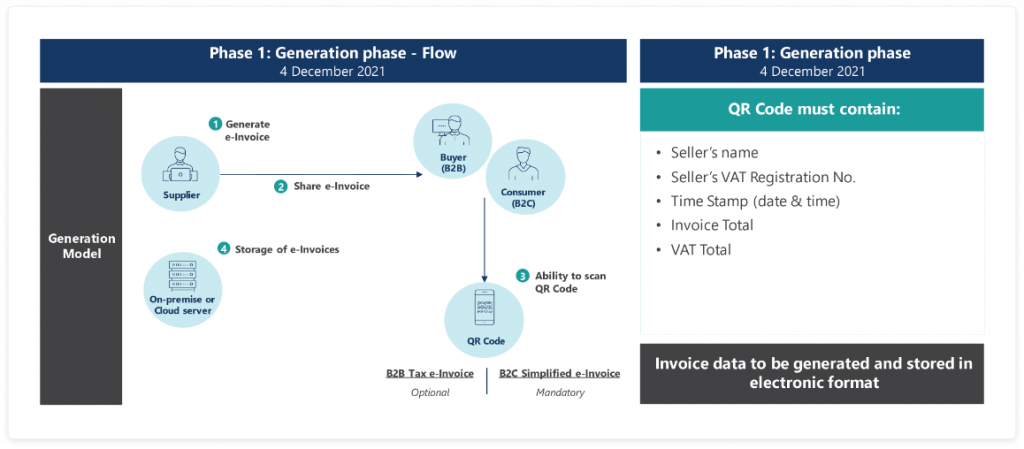 Phase 1: Generation phase - Flow
4 December 2021
Generation
Model
1 Generate
e-Invoice
Supplier
2 Share e-Invoice
Buyer
(B2B)
Consumer
(B2C)
4 Storage of e-Invoices
On-premise or
Cloud server
3 Ability to scan
QR Code
QR Code
B2B Tax e-Invoice
Optional
B2C Simplified e-Invoice
Mandatory
Phase 1: Generation phase
4 December 2021
QR Code must contain:
• Seller's name
• Seller's VAT Registration No.
• Time Stamp (date & time)
• Invoice Total
• VAT Total
Invoice data to be generated and stored in
electronic format